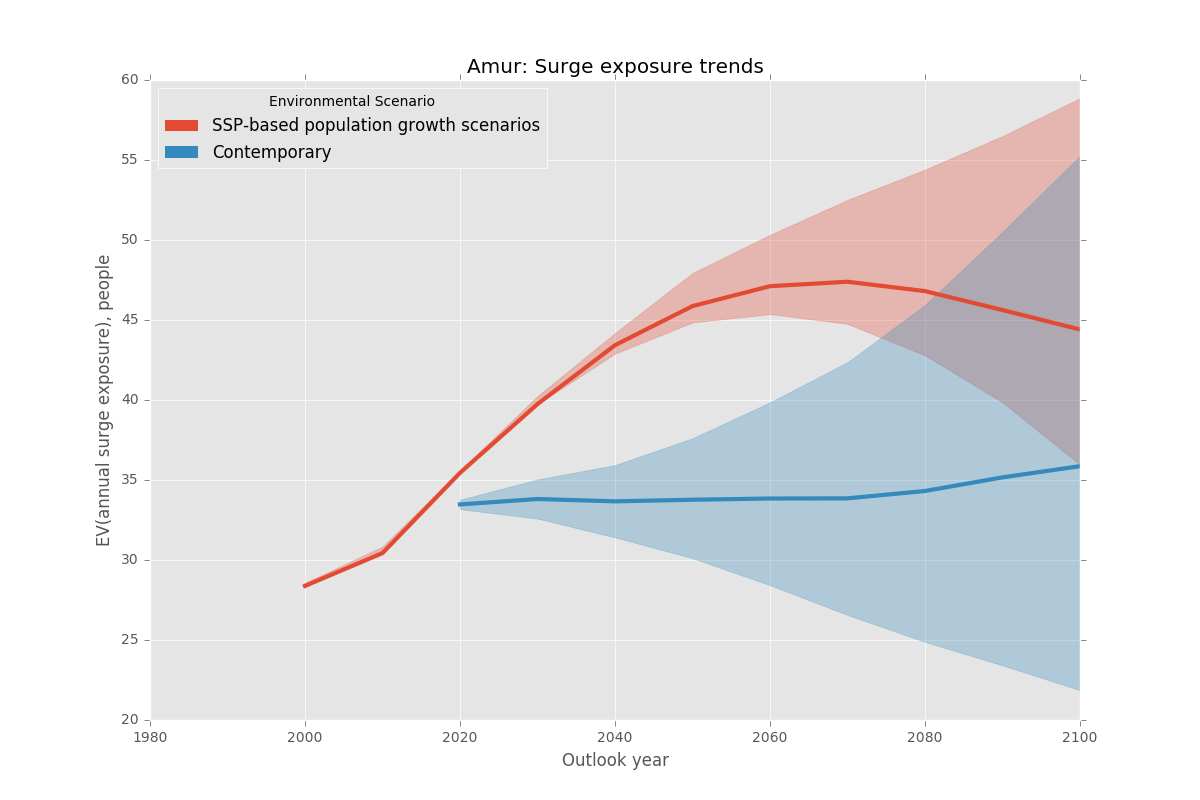 Amur: Surge exposure trends
Environmental Scenario
SSP-based population growth scenarios
Contemporary
EV(annual surge exposure), people
60
55
50
45
40
35
30
25
20
1980 2000 2020 2040 2060 2080 2100
Outlook year